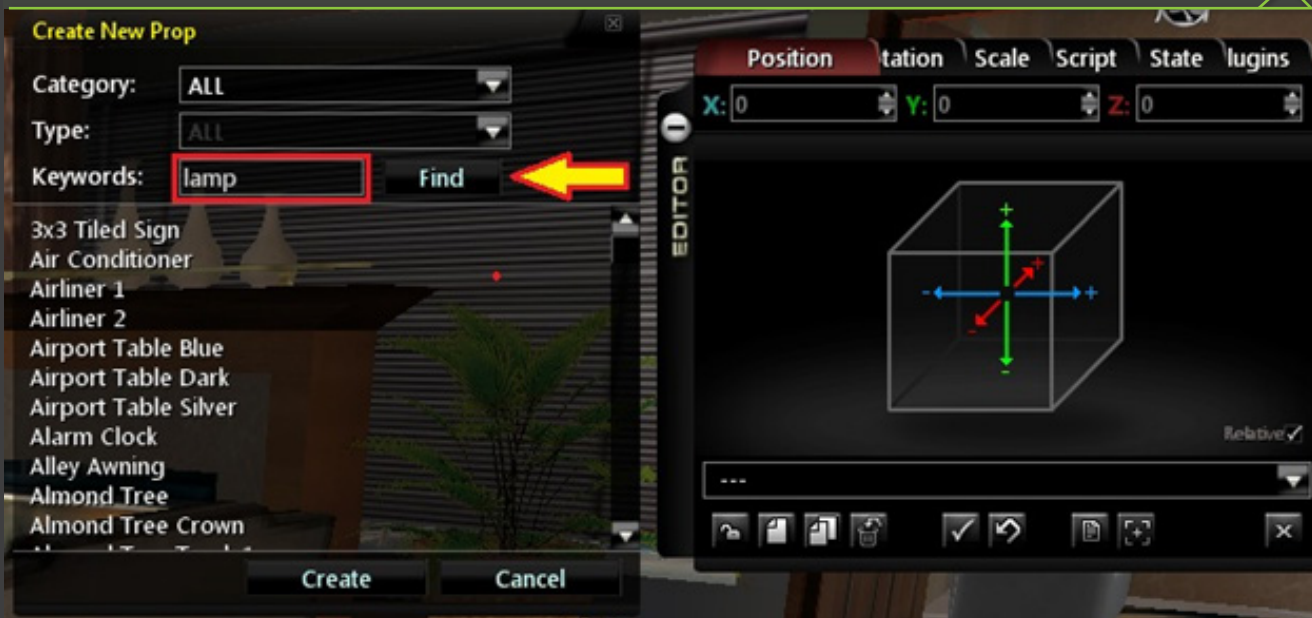 Create New Prop
Category: ALL
Type: ALL
Keywords: lamp Find
3x3 Tiled Sign
Air Conditioner
Airliner 1
Airliner 2
Airport Table Blue
Airport Table Dark
Airport Table Silver
Alarm Clock
Alley Awning
Almond Tree
Almond Tree Crown
Create Cancel
EDITOR
Position tation Scale Script State lugins
X: 0 Y: 0 Z: 0
+
- +
+
-
-
Relative
---